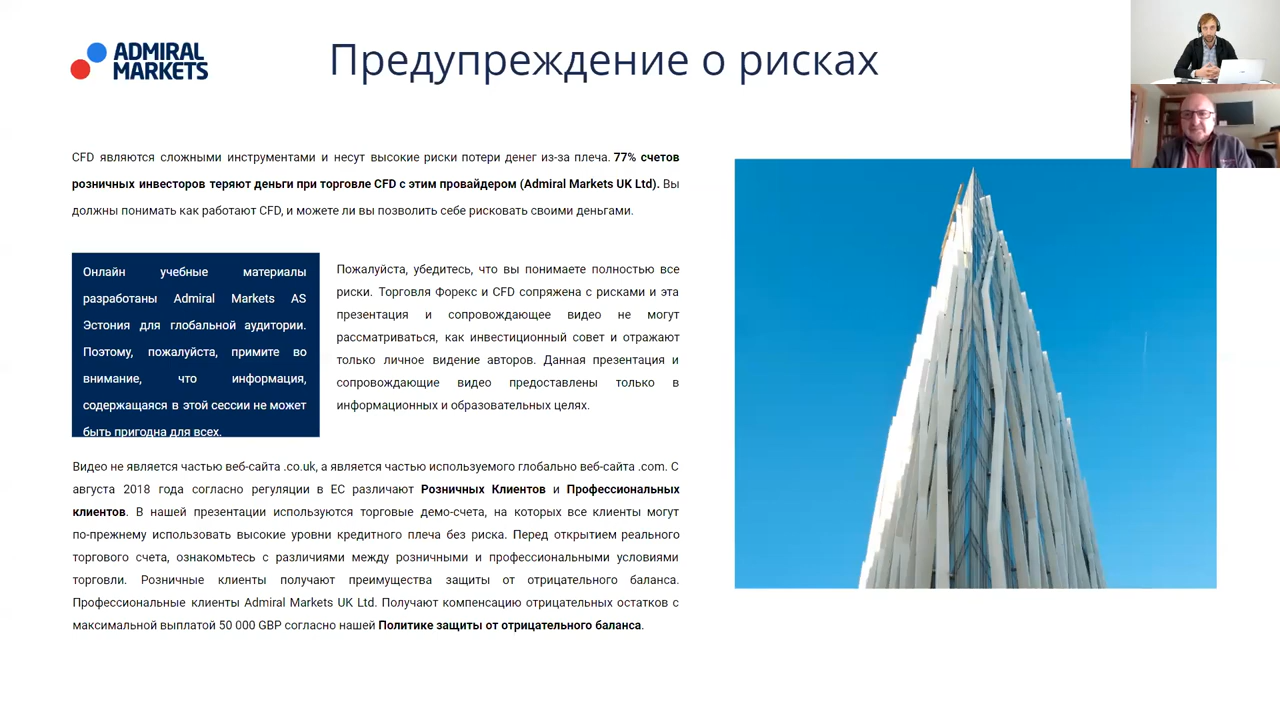 ADMIRAL
MARKETS
Предупреждение о рисках
CFD являются сложными инструментами и несут высокие риски потери денег из-за плеча. 77% счетов
розничных инвесторов теряют деньги при торговле CFD с этим провайдером (Admiral Markets UK Ltd). Вы
должны понимать как работают CFD, и можете ли вы позволить себе рисковать своими деньгами.
Онлайн учебные материалы
разработаны Admiral Markets AS
Эстония для глобальной аудитории.
Поэтому, пожалуйста, примите во
внимание, что информация,
содержащаяся в этой сессии не может
быть пригодна для всех.
Пожалуйста, убедитесь, что вы понимаете полностью все
риски. Торговля Форекс и CFD сопряжена с рисками и эта
презентация и сопровождающее видео не могут
рассматриваться, как инвестиционный совет и отражают
только личное видение авторов. Данная презентация и
сопровождающие видео предоставлены только в
информационных и образовательных целях.
Видео не является частью веб-сайта .co.uk, а является частью используемого глобально веб-сайта .com. С
августа 2018 года согласно регуляции в ЕС различают Розничных Клиентов и Профессиональных
клиентов. В нашей презентации используются торговые демо-счета, на которых все клиенты могут
по-прежнему использовать высокие уровни кредитного плеча без риска. Перед открытием реального
торгового счета, ознакомьтесь с различиями между розничными и профессиональными условиями
торговли. Розничные клиенты получают преимущества защиты от отрицательного баланса.
Профессиональные клиенты Admiral Markets UK Ltd. Получают компенсацию отрицательных остатков с
максимальной выплатой 50 000 GBP согласно нашей Политике защиты от отрицательного баланса.